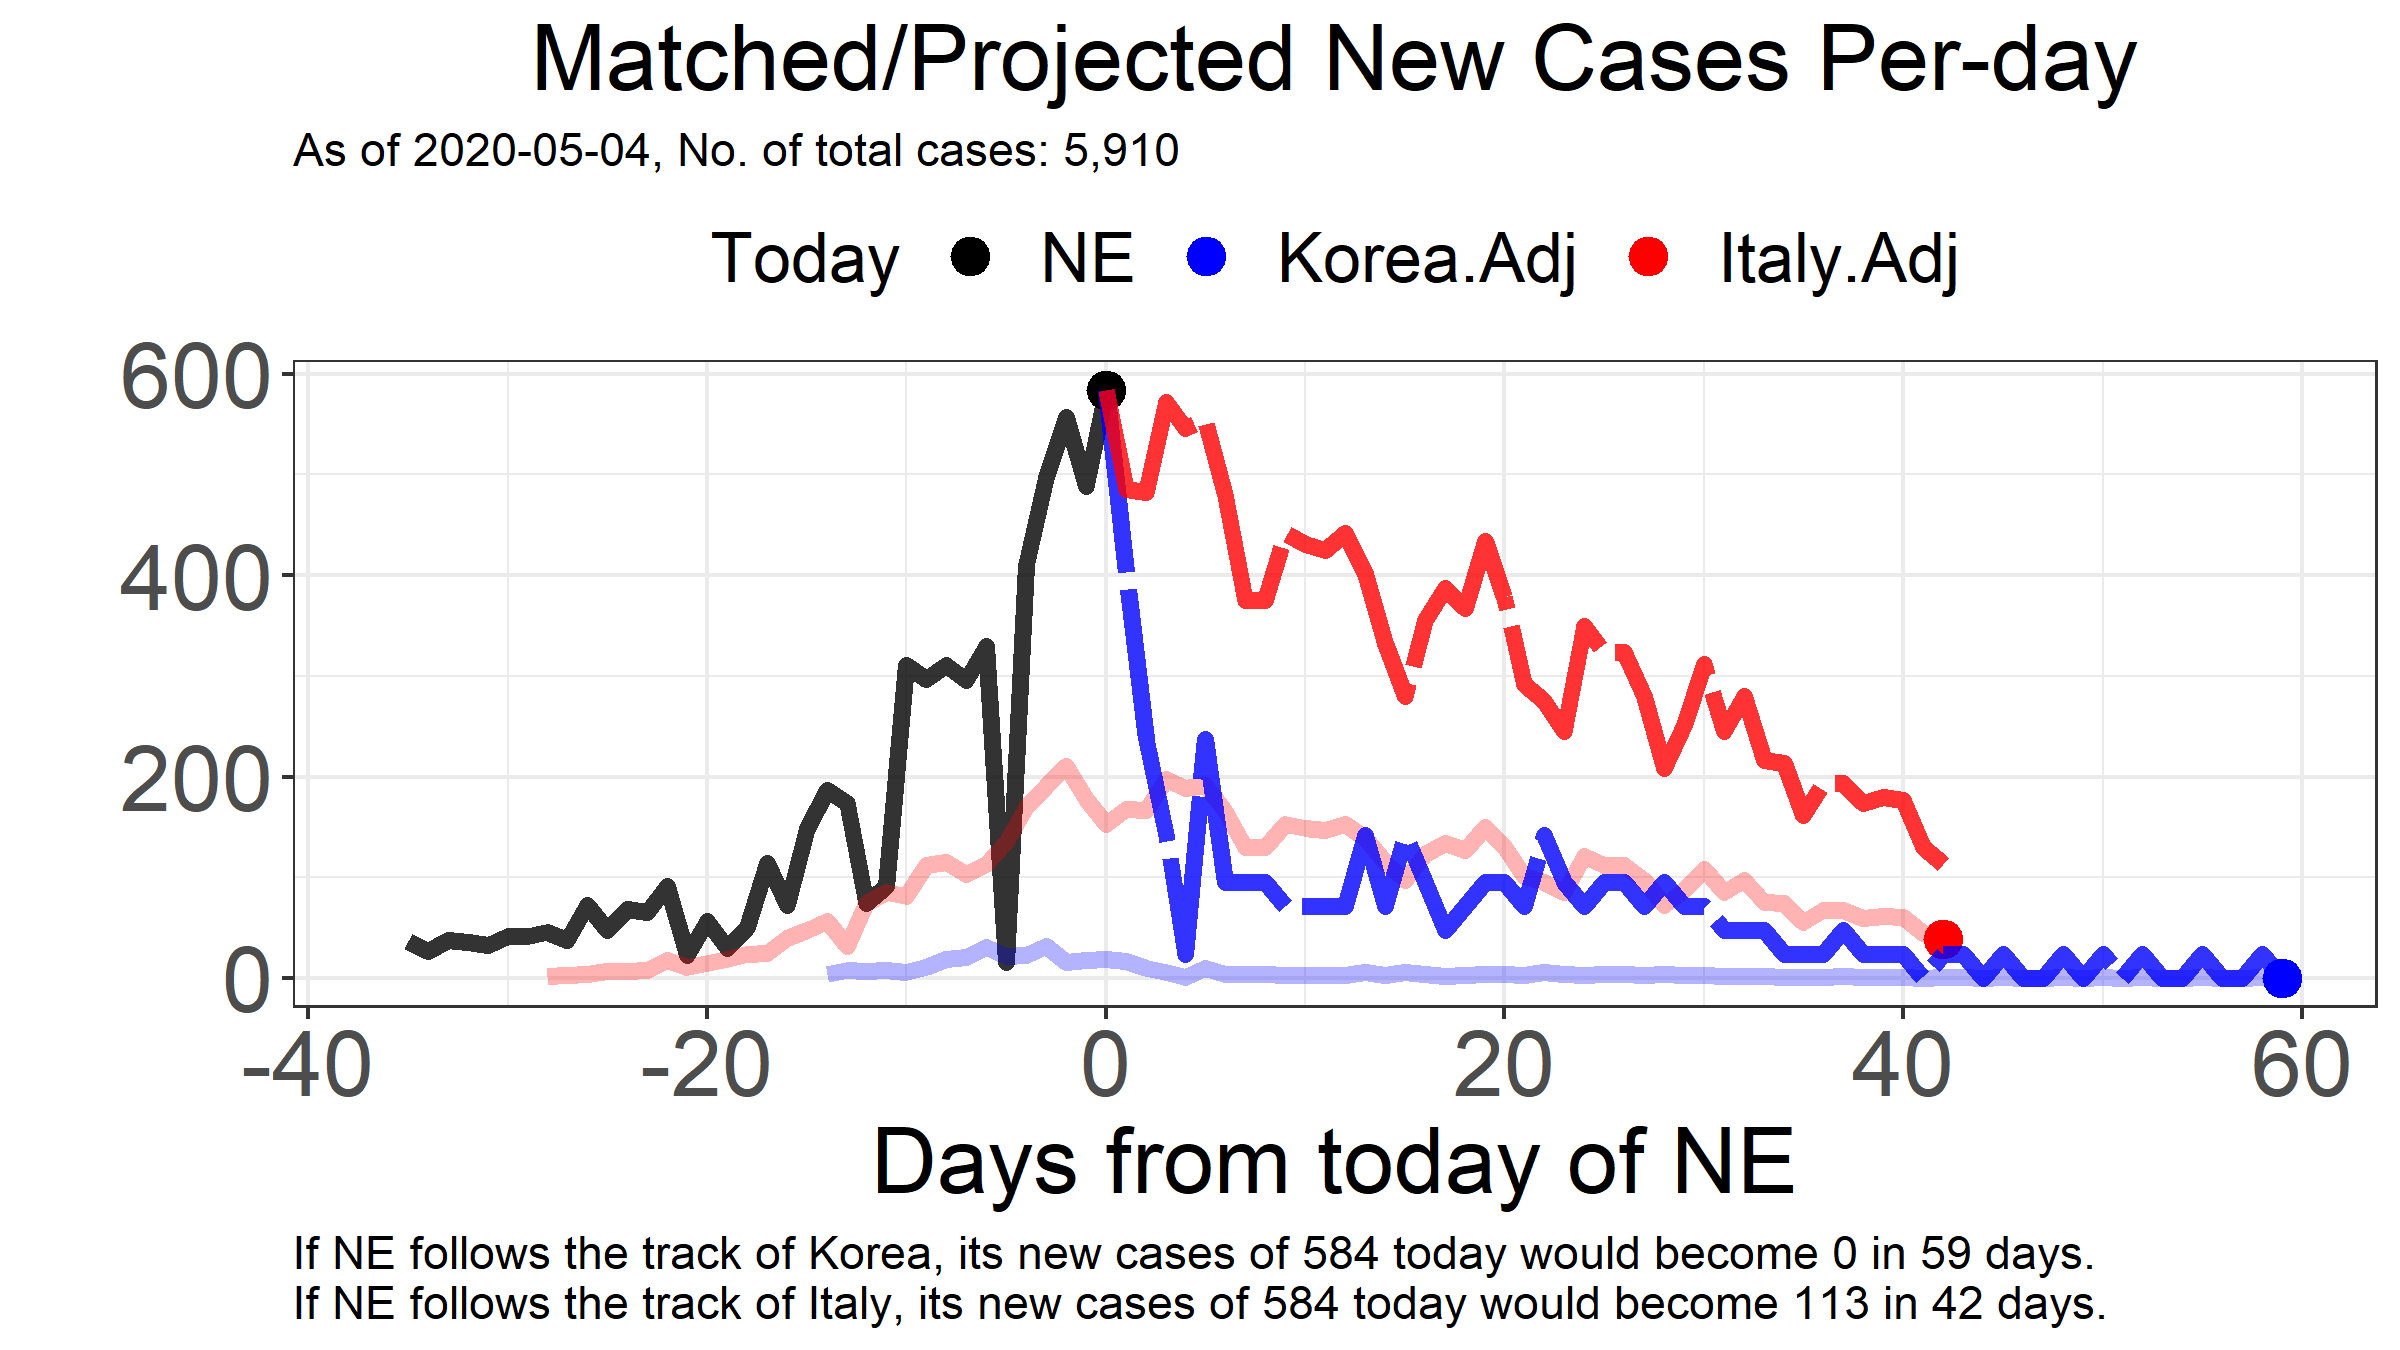 Matched/Projected New Cases Per-day
As of 2020-05-04, No. of total cases: 5,910
Today NE Korea.Adj Italy.Adj
600
400
200
0
-40 -20 0 20 40 60
Days from today of NE
If NE follows the track of Korea, its new cases of 584 today would become 0 in 59 days.
If NE follows the track of Italy, its new cases of 584 today would become 113 in 42 days.